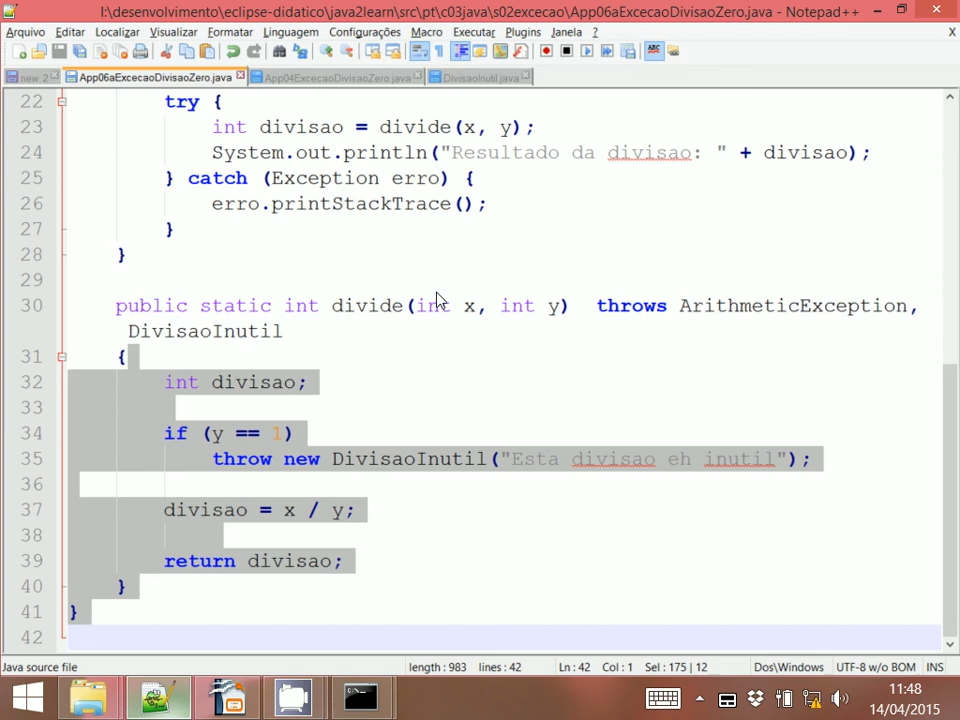 I:\desenvolvimento\eclipse-didatico\java2learn\src\pt\c03java\s02excecao\App06aExcecaoDivisaoZero.java - Notepad++
Arquivo Editar Localizar Visualizar Formatar Linguagem Configurações Macro Executar Plugins Janela ? X
new 2 App06aExcecaoDivisaoZero.java App04ExcecaoDivisaoZero.java DivisaoInutil.java
22 try {
23 int divisao = divide(x, y);
24 System.out.println("Resultado da divisao: " + divisao);
25 } catch (Exception erro) {
26 erro.printStackTrace();
27 }
28 }
29
30 public static int divide(int x, int y) throws ArithmeticException,
DivisaoInutil
31 {
32 int divisao;
33
34 if (y == 1)
35 throw new DivisaoInutil("Esta divisao eh inutil");
36
37 divisao = x / y;
38
39 return divisao;
40 }
41 }
42
Java source file length : 983 lines : 42 Ln : 42 Col : 1 Sel : 175 | 12 Dos\Windows UTF-8 w/o BOM INS
11:48
14/04/2015